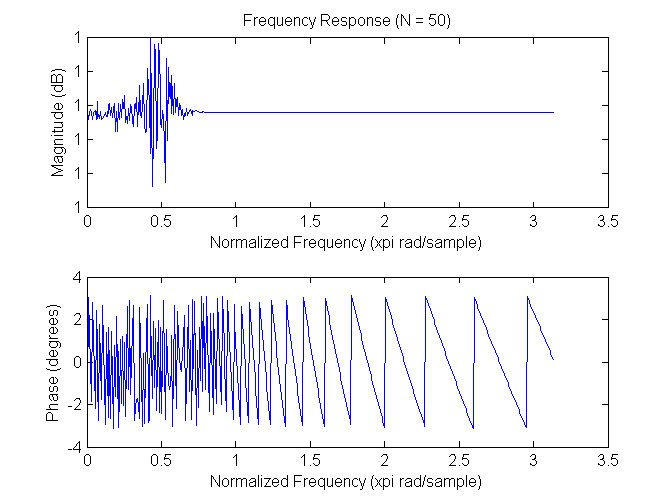 Frequency Response (N = 50)
1
1
1
1
1
1
Magnitude (dB)
0 0.5 1 1.5 2 2.5 3 3.5
Normalized Frequency (xpi rad/sample)
4
2
0
-2
-4
Phase (degrees)
0 0.5 1 1.5 2 2.5 3 3.5
Normalized Frequency (xpi rad/sample)